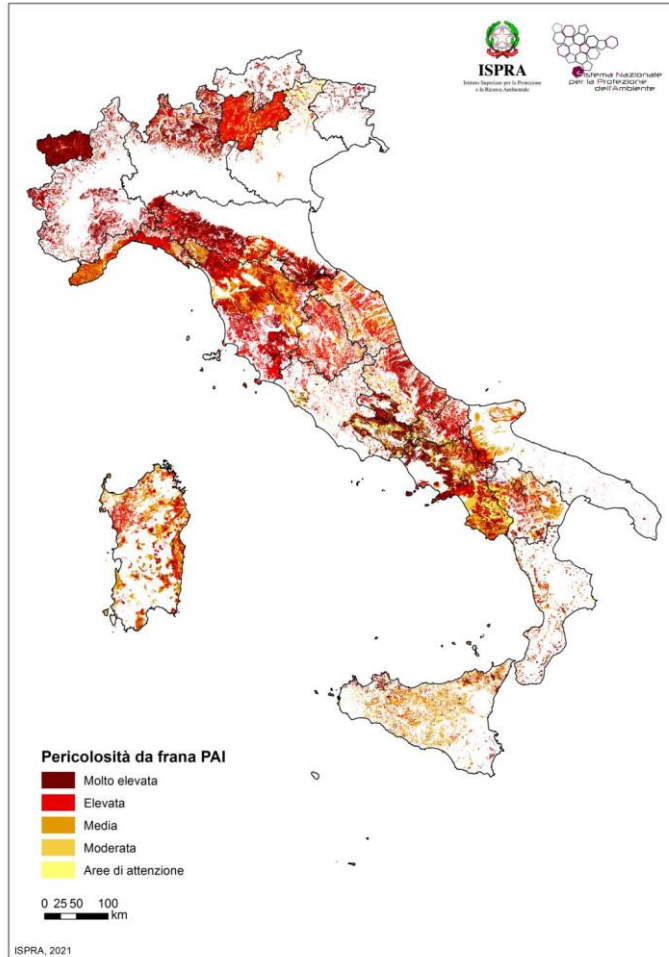 ISPRA
Istituto Superiore per la Protezione
e la Ricerca Ambientale
Sistema Nazionale
per la Protezione
dell'Ambiente
Pericolosità da frana PAI
Molto elevata
Elevata
Media
Moderata
Aree di attenzione
0 25 50 100
km
ISPRA, 2021